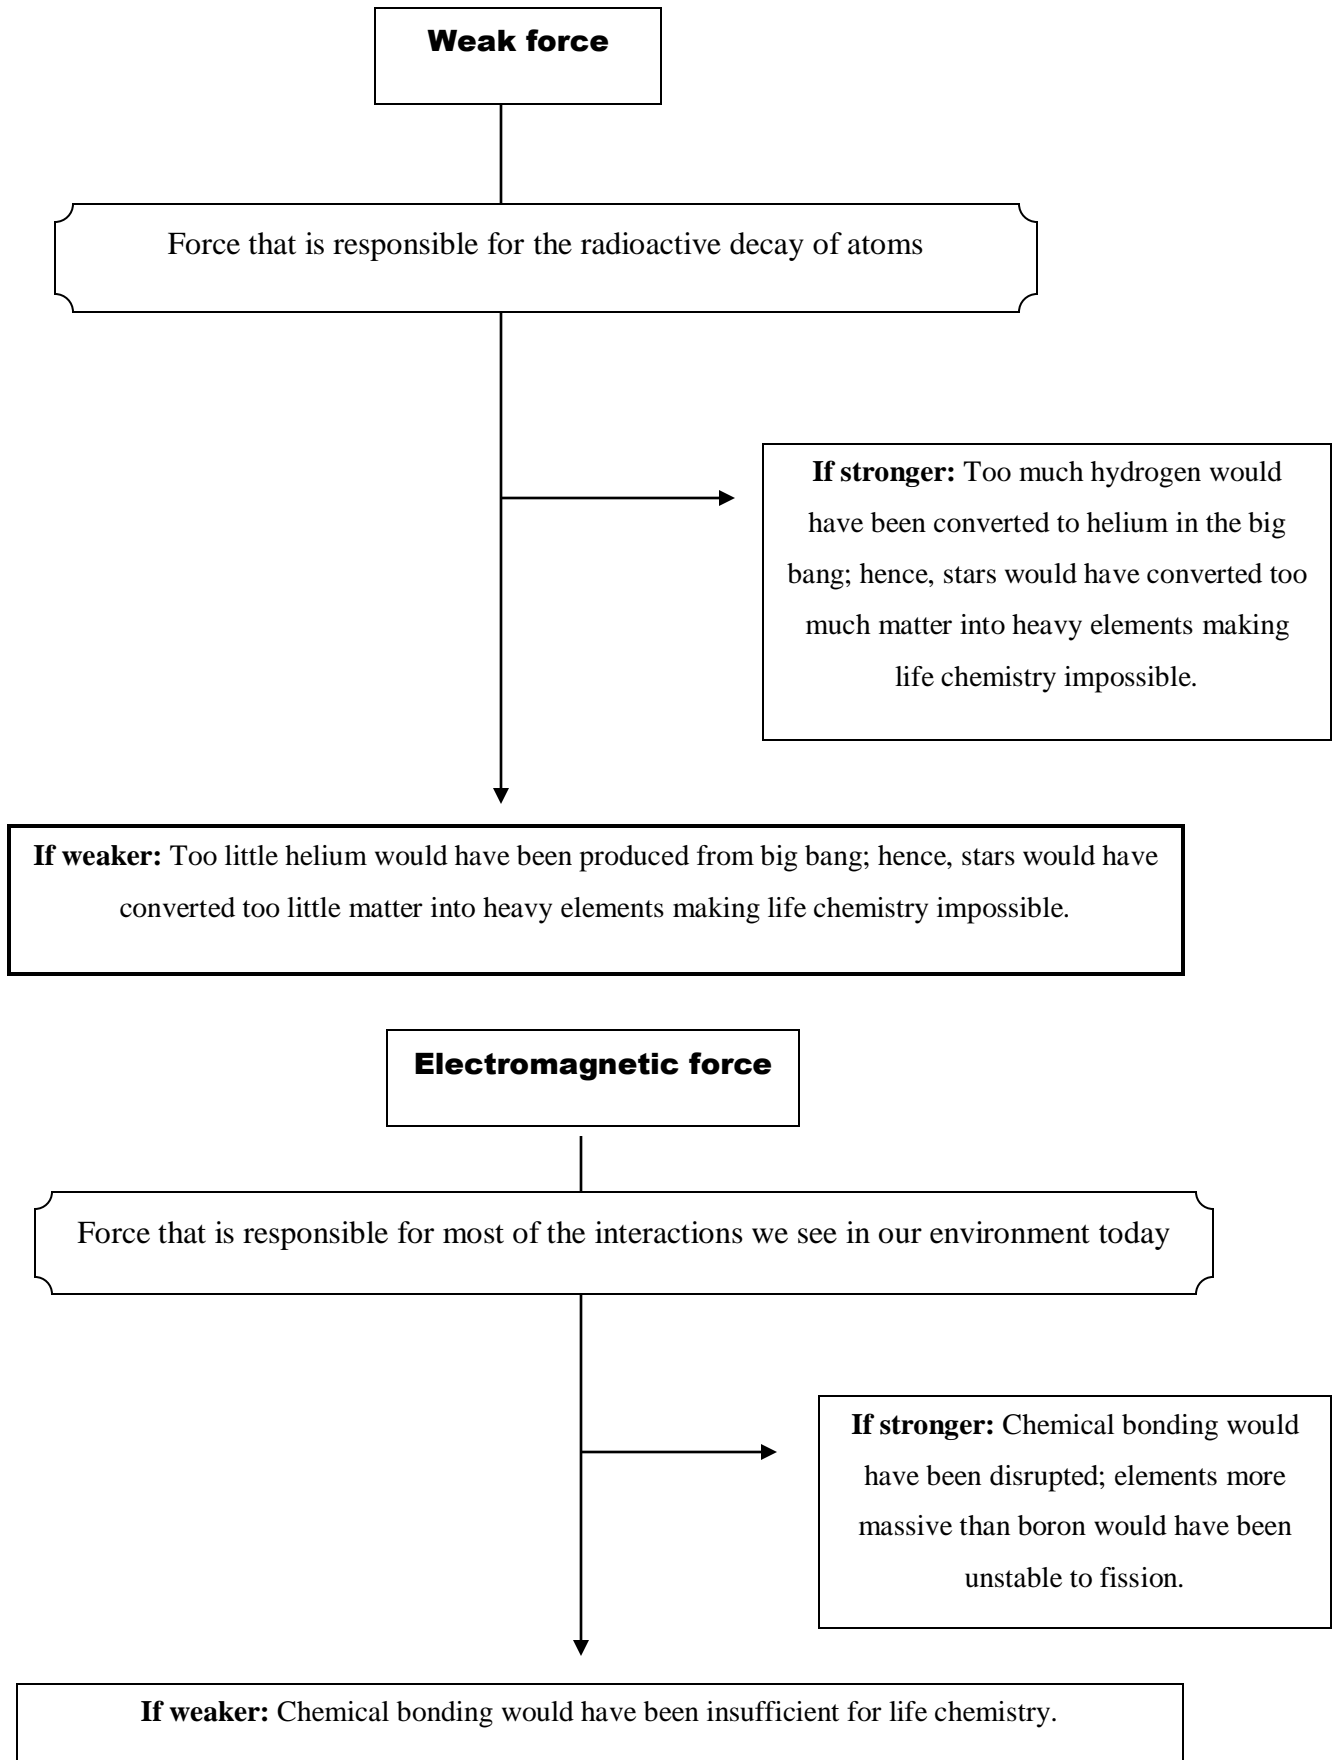 Weak force
Force that is responsible for the radioactive decay of atoms
If stronger: Too much hydrogen would
have been converted to helium in the big
bang; hence, stars would have converted too
much matter into heavy elements making
life chemistry impossible.
If weaker: Too little helium would have been produced from big bang; hence, stars would have
converted too little matter into heavy elements making life chemistry impossible.
Electromagnetic force
Force that is responsible for most of the interactions we see in our environment today
If stronger: Chemical bonding would
have been disrupted; elements more
massive than boron would have been
unstable to fission.
If weaker: Chemical bonding would have been insufficient for life chemistry.